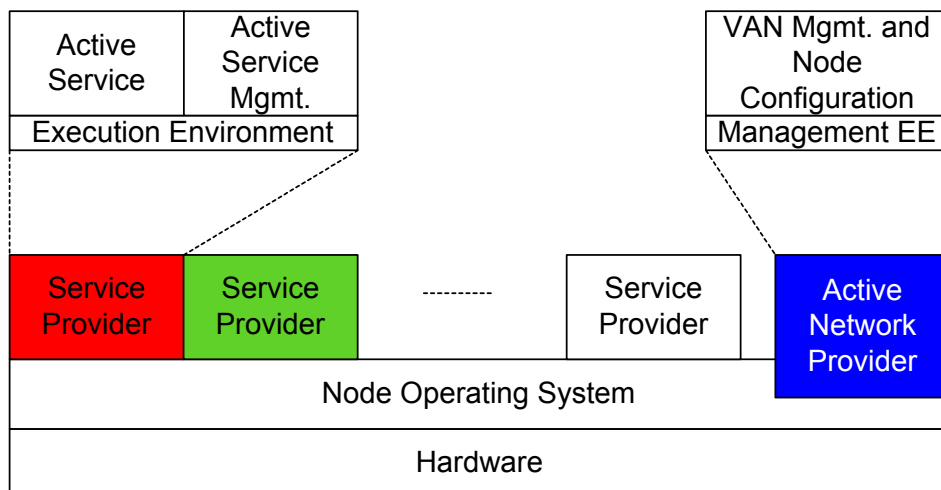 Active
Service
Active
Service
Mgmt.
Execution Environment
VAN Mgmt. and
Node
Configuration
Management EE
Service
Provider
Service
Provider
Service
Provider
Active
Network
Provider
Node Operating System
Hardware